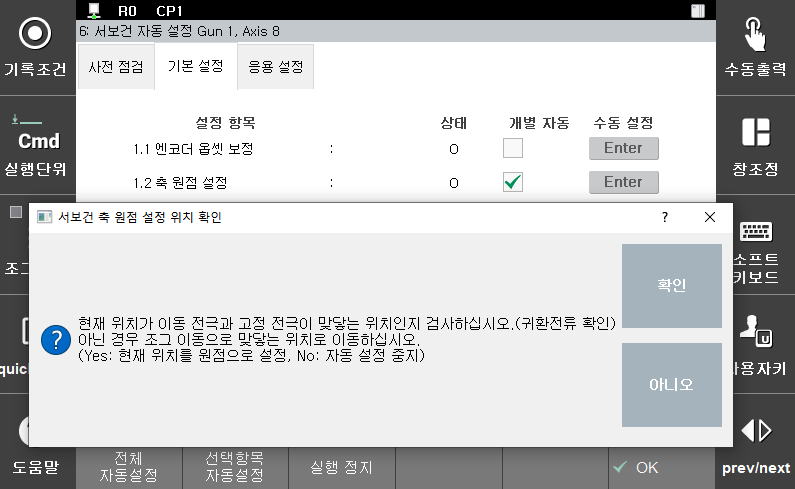 R0 CP1
6: 서보건 자동 설정 Gun 1, Axis 8
사전 점검 기본 설정 응용 설정
설정 항목 상태 개별 자동 수동 설정
1.1 엔코더 옵셋 보정 : O Enter
1.2 축 원점 설정 : O Enter
기록조건
Cmd
실행단위
조그
quic
도움말
서보건 축 원점 설정 위치 확인 ? ×
현재 위치가 이동 전극과 고정 전극이 맞닿는 위치인지 검사하십시오.(귀환전류 확인)
아닌 경우 조그 이동으로 맞닿는 위치로 이동하십시오.
(Yes: 현재 위치를 원점으로 설정, No: 자동 설정 중지)
확인
아니오
수동출력
창조정
소프트
키보드
U
사용자키
prev/next
전체
자동설정
선택항목
자동설정
실행 정지
OK